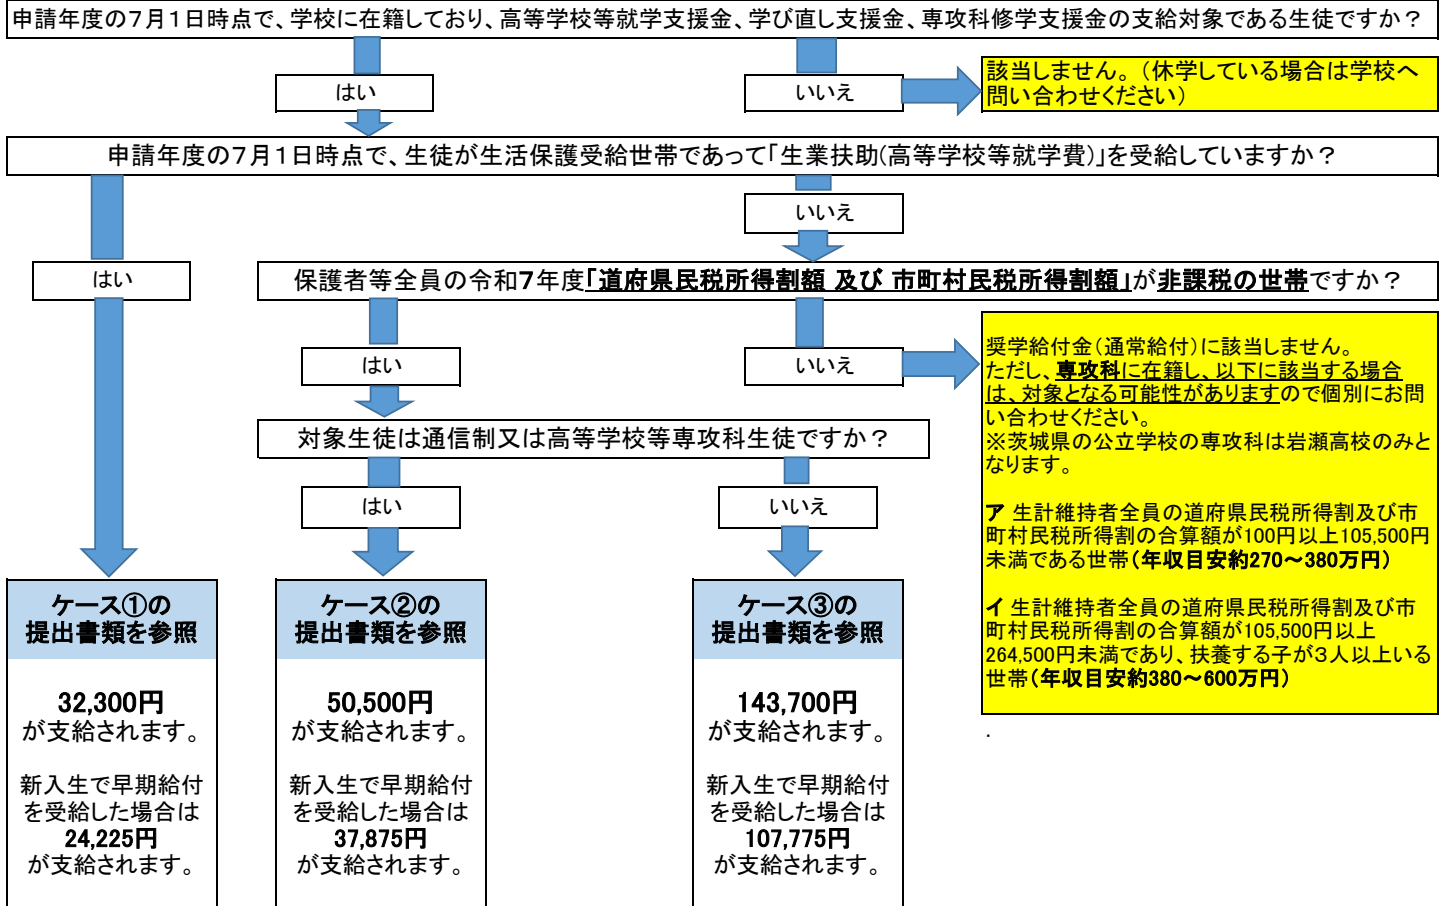 申請年度の7月1日時点で、学校に在籍しており、高等学校等就学支援金、学び直し支援金、専攻科修学支援金の支給対象である生徒ですか？
はい
いいえ
該当しません。（休学している場合は学校へ
問い合わせください）
申請年度の7月1日時点で、生徒が生活保護受給世帯であって「生業扶助(高等学校等就学費)」を受給していますか？
いいえ
はい
保護者等全員の令和7年度「道府県民税所得割額 及び 市町村民税所得割額」が非課税の世帯ですか？
はい
いいえ
奨学給付金（通常給付）に該当しません。
ただし、専攻科に在籍し、以下に該当する場合
は、対象となる可能性がありますので個別にお問
い合わせください。
※茨城県の公立学校の専攻科は岩瀬高校のみと
なります。
ア 生計維持者全員の道府県民税所得割及び市
町村民税所得割の合算額が100円以上105,500円
未満である世帯（年収目安約270～380万円）
イ 生計維持者全員の道府県民税所得割及び市
町村民税所得割の合算額が105,500円以上
264,500円未満であり、扶養する子が3人以上いる
世帯（年収目安約380～600万円）
.
対象生徒は通信制又は高等学校等専攻科生徒ですか？
はい
いいえ
ケース①の
提出書類を参照
32,300円
が支給されます。
新入生で早期給付
を受給した場合は
24,225円
が支給されます。
ケース②の
提出書類を参照
50,500円
が支給されます。
新入生で早期給付
を受給した場合は
37,875円
が支給されます。
ケース③の
提出書類を参照
143,700円
が支給されます。
新入生で早期給付
を受給した場合は
107,775円
が支給されます。